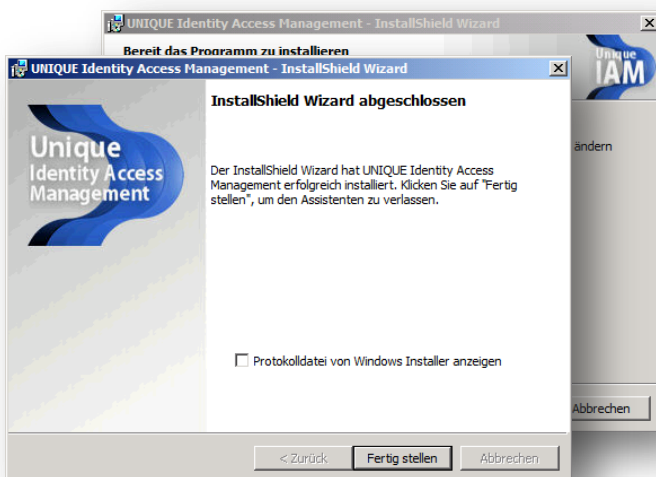 UNIQUE Identity Access Management - InstallShield Wizard
Bereit das Programm zu installieren
Unique
IAM
ändern
Abbrechen
UNIQUE Identity Access Management - InstallShield Wizard
Unique
Identity Access
Management
InstallShield Wizard abgeschlossen
Der InstallShield Wizard hat UNIQUE Identity Access
Management erfolgreich installiert. Klicken Sie auf "Fertig
stellen", um den Assistenten zu verlassen.
Protokolldatei von Windows Installer anzeigen
< Zurück
Fertig stellen
Abbrechen